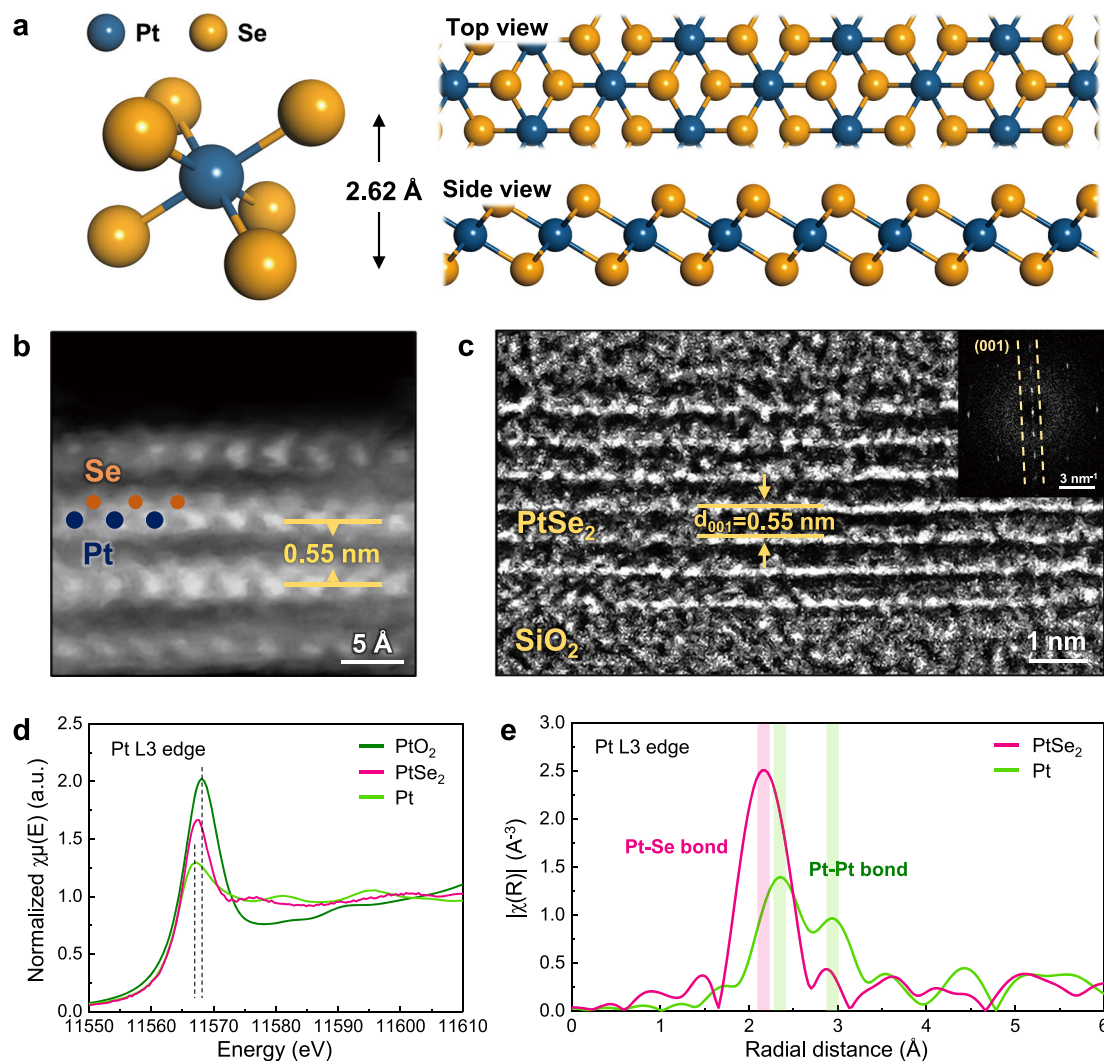 a
Pt
Se
2.62 Å
Top view
Side view
b
Se
Pt
0.55 nm
5 Å
c
(001)
3 nm⁻¹
PtSe₂
d₀₀₁=0.55 nm
SiO₂
1 nm
d
Pt L3 edge
PtO₂
PtSe₂
Pt
Normalized χμ(E) (a.u.)
2.5
2.0
1.5
1.0
0.5
0.0
11550 11560 11570 11580 11590 11600 11610
Energy (eV)
e
Pt L3 edge
PtSe₂
Pt
Pt-Se bond
Pt-Pt bond
|χ(R)| (A⁻³)
3.0
2.5
2.0
1.5
1.0
0.5
0.0
0 1 2 3 4 5 6
Radial distance (Å)